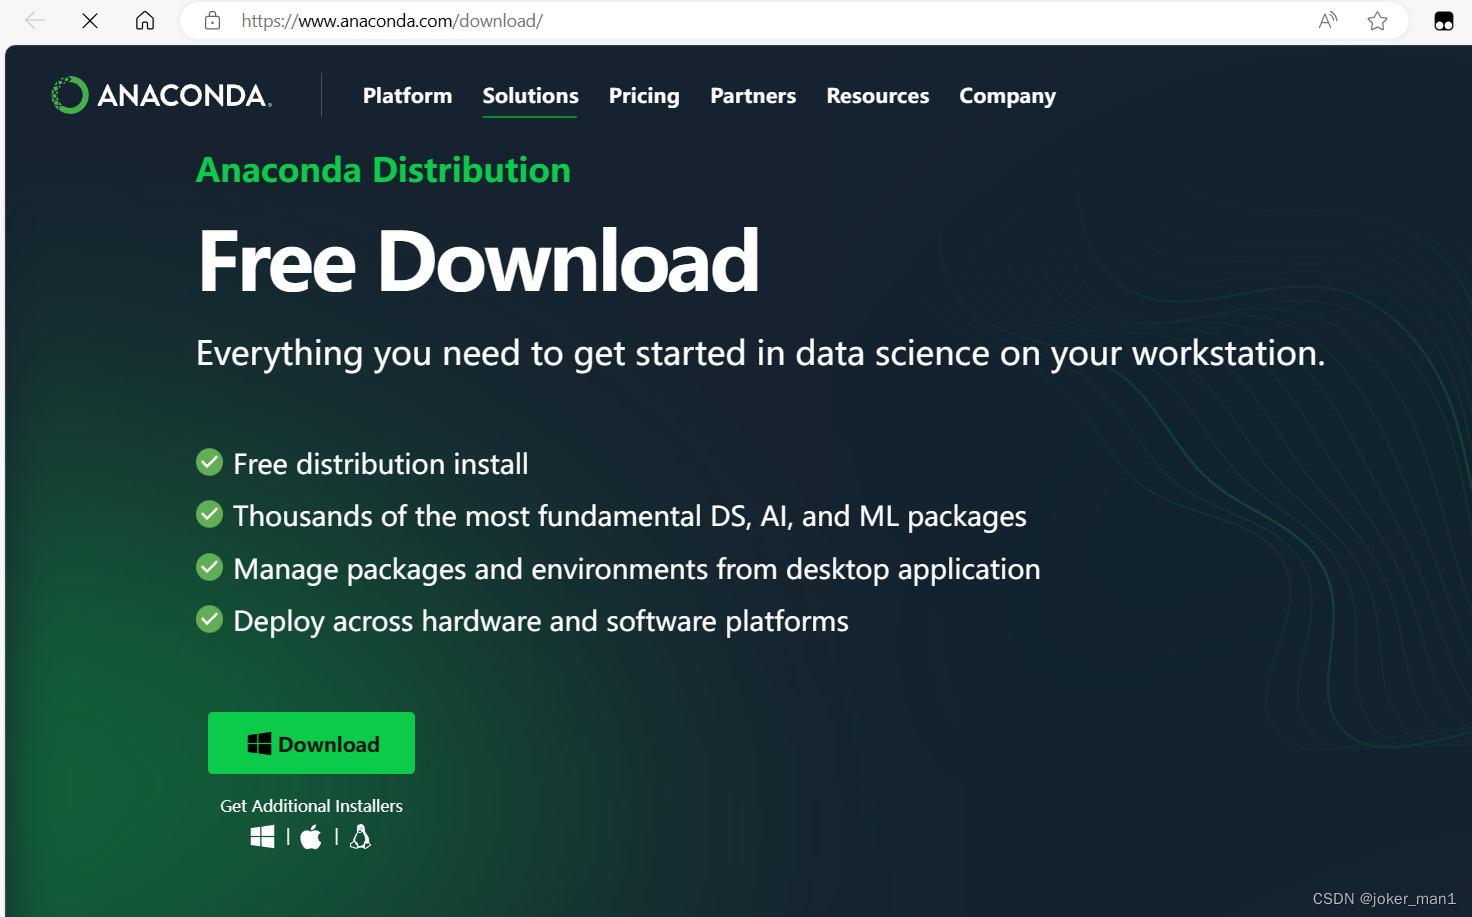 https://www.anaconda.com/download/
ANACONDA.
Platform Solutions Pricing Partners Resources Company
Anaconda Distribution
Free Download
Everything you need to get started in data science on your workstation.
Free distribution install
Thousands of the most fundamental DS, AI, and ML packages
Manage packages and environments from desktop application
Deploy across hardware and software platforms
Download
Get Additional Installers
CSDN @joker_man1